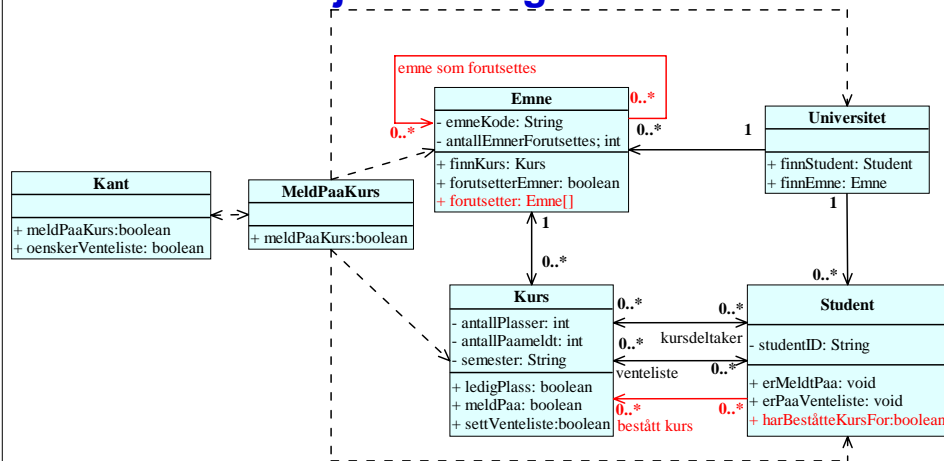 emne som forutsettes
0..*
0..*
Emne
- emneKode: String
- antallEmnerForutsettes; int
+ finnKurs: Kurs
+ forutsetterEmner: boolean
+ forutsetter: Emne[]
0..*
1
Universitet
+ finnStudent: Student
+ finnEmne: Emne
Kant
+ meldPaaKurs:boolean
+ oenskerVenteliste: boolean
MeldPaaKurs
+ meldPaaKurs:boolean
1
0..*
1
0..*
Kurs
- antallPlasser: int
- antallPaameldt: int
- semester: String
+ ledigPlass: boolean
+ meldPaa: boolean
+ settVenteliste:boolean
0..*
0..*
kursdeltaker
0..*
0..*
venteliste
0..*
0..*
bestått kurs
Student
- studentID: String
+ erMeldtPaa: void
+ erPaaVenteliste: void
+ harBeståtteKursFor:boolean